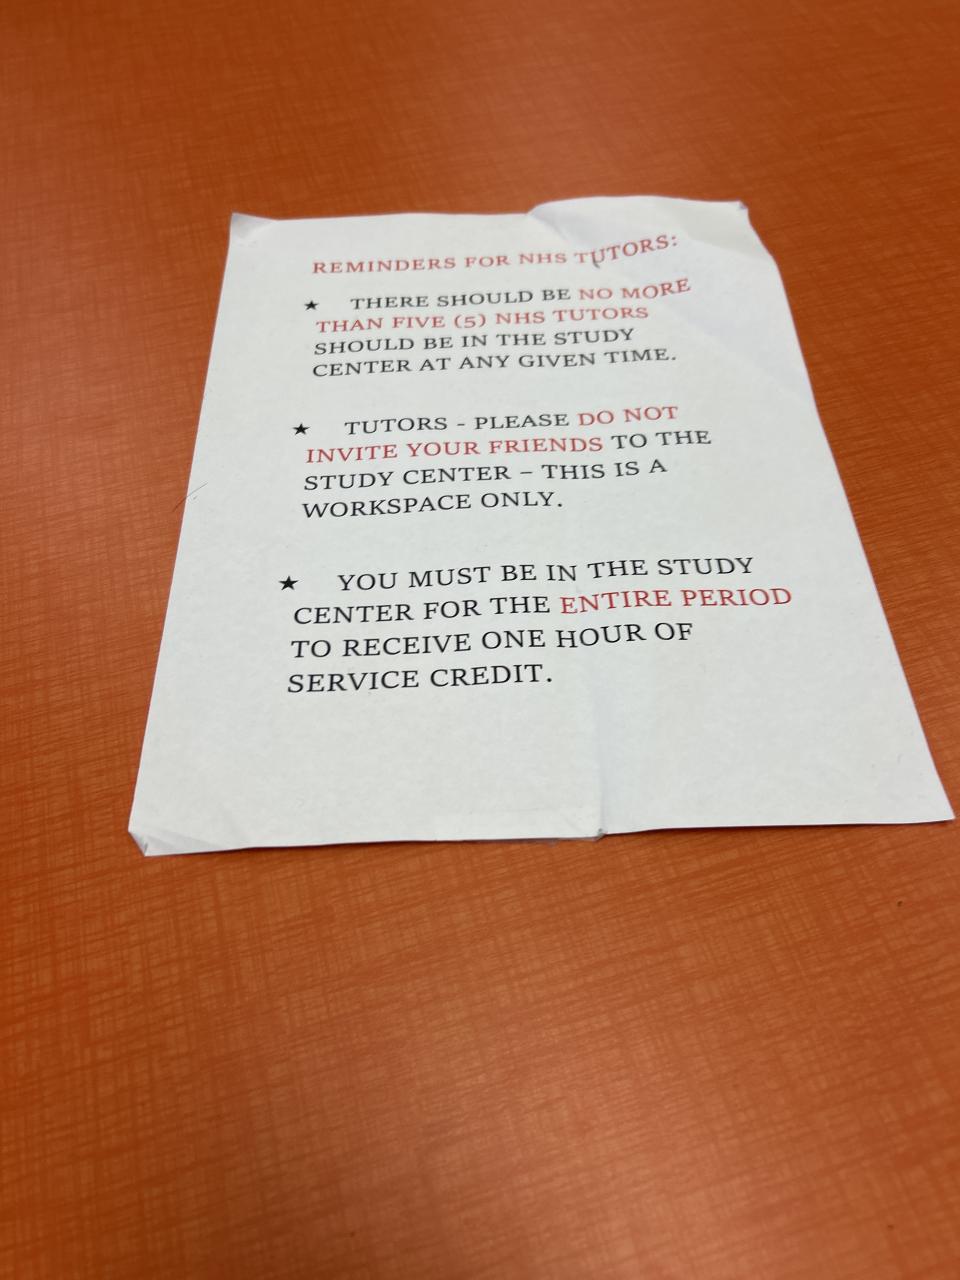 REMINDERS FOR NHS TUTORS:
★ THERE SHOULD BE NO MORE
THAN FIVE (5) NHS TUTORS
SHOULD BE IN THE STUDY
CENTER AT ANY GIVEN TIME.
★ TUTORS - PLEASE DO NOT
INVITE YOUR FRIENDS TO THE
STUDY CENTER – THIS IS A
WORKSPACE ONLY.
★ YOU MUST BE IN THE STUDY
CENTER FOR THE ENTIRE PERIOD
TO RECEIVE ONE HOUR OF
SERVICE CREDIT.